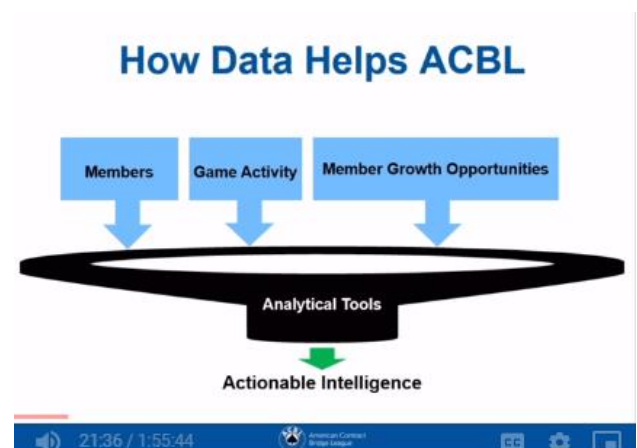 How Data Helps ACBL
Members
Game Activity
Member Growth Opportunities
Analytical Tools
Actionable Intelligence
21:36 / 1:55:44
American Contract
Bridge League
CC